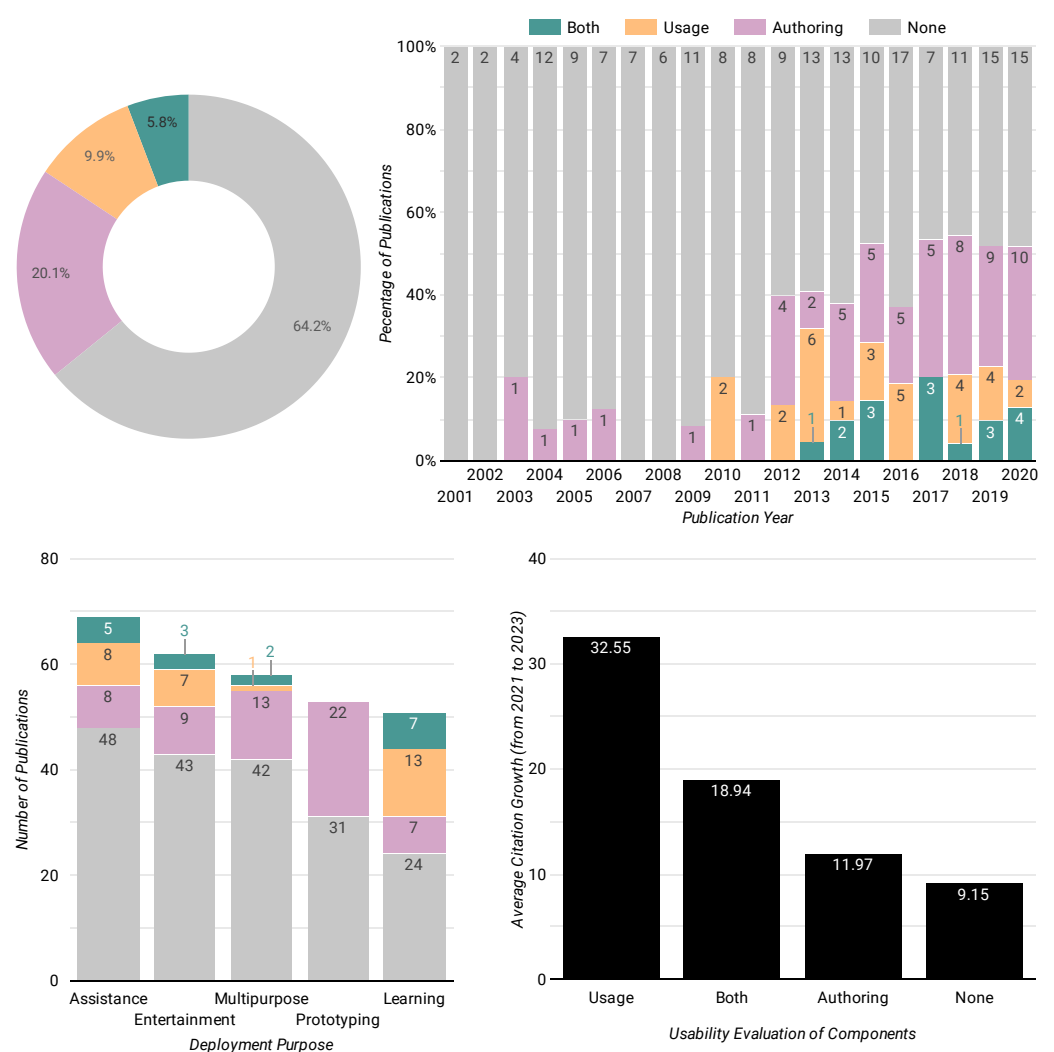 Both Usage Authoring None
5.8%
9.9%
20.1%
64.2%
Pecentage of Publications
100%
80%
60%
40%
20%
0%
2 2 4 12 9 7 7 6 11 8 8 9 13 13 10 17 7 11 15 15
5 5 8 9 10
4 2 5 5
6 3 4 4 2
1 1 1 1 1 2 1 2 1 1 5 1
2 3 3 3 4
2002 2004 2006 2008 2010 2012 2014 2016 2018 2020
2001 2003 2005 2007 2009 2011 2013 2015 2017 2019
Publication Year
Number of Publications
80
60
40
20
0
5 8 8 48
3 7 9 43
2 1 13 42
22 31
7 13 7 24
Assistance Multipurpose Learning
Entertainment Prototyping
Deployment Purpose
Average Citation Growth (from 2021 to 2023)
40
30
20
10
0
32.55
18.94
11.97
9.15
Usage Both Authoring None
Usability Evaluation of Components